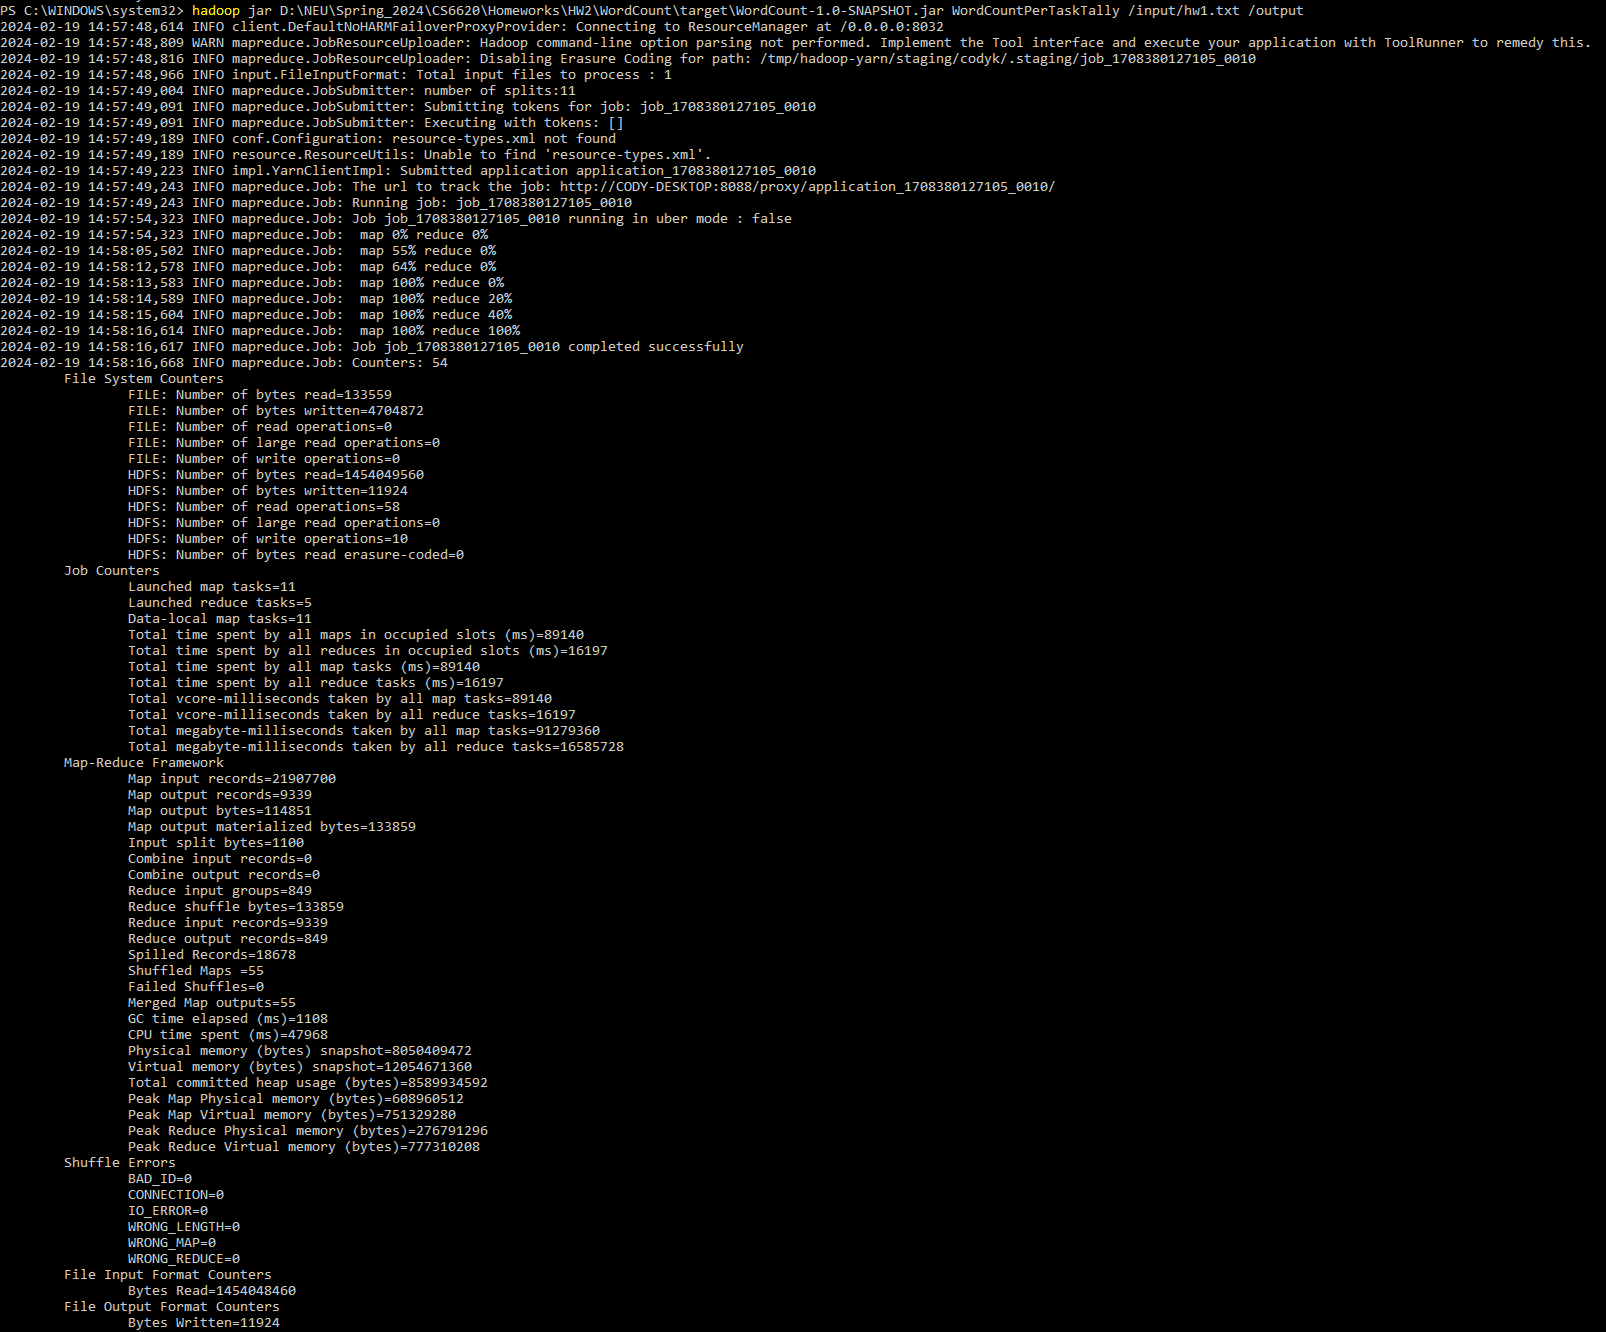 PS C:\WINDOWS\system32> hadoop jar D:\NEU\Spring_2024\CS6620\Homeworks\HW2\WordCount\target\WordCount-1.0-SNAPSHOT.jar WordCountPerTaskTally /input/hw1.txt /output
2024-02-19 14:57:48,614 INFO client.DefaultNoHARMFailoverProxyProvider: Connecting to ResourceManager at /0.0.0.0:8032
2024-02-19 14:57:48,809 WARN mapreduce.JobResourceUploader: Hadoop command-line option parsing not performed. Implement the Tool interface and execute your application with ToolRunner to remedy this.
2024-02-19 14:57:48,816 INFO mapreduce.JobResourceUploader: Disabling Erasure Coding for path: /tmp/hadoop-yarn/staging/codyk/.staging/job_1708380127105_0010
2024-02-19 14:57:48,966 INFO input.FileInputFormat: Total input files to process : 1
2024-02-19 14:57:49,004 INFO mapreduce.JobSubmitter: number of splits:11
2024-02-19 14:57:49,091 INFO mapreduce.JobSubmitter: Submitting tokens for job: job_1708380127105_0010
2024-02-19 14:57:49,091 INFO mapreduce.JobSubmitter: Executing with tokens: []
2024-02-19 14:57:49,189 INFO conf.Configuration: resource-types.xml not found
2024-02-19 14:57:49,189 INFO resource.ResourceUtils: Unable to find 'resource-types.xml'.
2024-02-19 14:57:49,223 INFO impl.YarnClientImpl: Submitted application application_1708380127105_0010
2024-02-19 14:57:49,243 INFO mapreduce.Job: The url to track the job: http://CODY-DESKTOP:8088/proxy/application_1708380127105_0010/
2024-02-19 14:57:49,243 INFO mapreduce.Job: Running job: job_1708380127105_0010
2024-02-19 14:57:54,323 INFO mapreduce.Job: Job job_1708380127105_0010 running in uber mode : false
2024-02-19 14:57:54,323 INFO mapreduce.Job:  map 0% reduce 0%
2024-02-19 14:58:05,502 INFO mapreduce.Job:  map 55% reduce 0%
2024-02-19 14:58:12,578 INFO mapreduce.Job:  map 64% reduce 0%
2024-02-19 14:58:13,583 INFO mapreduce.Job:  map 100% reduce 0%
2024-02-19 14:58:14,589 INFO mapreduce.Job:  map 100% reduce 20%
2024-02-19 14:58:15,604 INFO mapreduce.Job:  map 100% reduce 40%
2024-02-19 14:58:16,614 INFO mapreduce.Job:  map 100% reduce 100%
2024-02-19 14:58:16,617 INFO mapreduce.Job: Job job_1708380127105_0010 completed successfully
2024-02-19 14:58:16,668 INFO mapreduce.Job: Counters: 54
File System Counters
FILE: Number of bytes read=133559
FILE: Number of bytes written=4704872
FILE: Number of read operations=0
FILE: Number of large read operations=0
FILE: Number of write operations=0
HDFS: Number of bytes read=1454049560
HDFS: Number of bytes written=11924
HDFS: Number of read operations=58
HDFS: Number of large read operations=0
HDFS: Number of write operations=10
HDFS: Number of bytes read erasure-coded=0
Job Counters
Launched map tasks=11
Launched reduce tasks=5
Data-local map tasks=11
Total time spent by all maps in occupied slots (ms)=89140
Total time spent by all reduces in occupied slots (ms)=16197
Total time spent by all map tasks (ms)=89140
Total time spent by all reduce tasks (ms)=16197
Total vcore-milliseconds taken by all map tasks=89140
Total vcore-milliseconds taken by all reduce tasks=16197
Total megabyte-milliseconds taken by all map tasks=91279360
Total megabyte-milliseconds taken by all reduce tasks=16585728
Map-Reduce Framework
Map input records=21907700
Map output records=9339
Map output bytes=114851
Map output materialized bytes=133859
Input split bytes=1100
Combine input records=0
Combine output records=0
Reduce input groups=849
Reduce shuffle bytes=133859
Reduce input records=9339
Reduce output records=849
Spilled Records=18678
Shuffled Maps =55
Failed Shuffles=0
Merged Map outputs=55
GC time elapsed (ms)=1108
CPU time spent (ms)=47968
Physical memory (bytes) snapshot=8050409472
Virtual memory (bytes) snapshot=12054671360
Total committed heap usage (bytes)=8589934592
Peak Map Physical memory (bytes)=608960512
Peak Map Virtual memory (bytes)=751329280
Peak Reduce Physical memory (bytes)=276791296
Peak Reduce Virtual memory (bytes)=777310208
Shuffle Errors
BAD_ID=0
CONNECTION=0
IO_ERROR=0
WRONG_LENGTH=0
WRONG_MAP=0
WRONG_REDUCE=0
File Input Format Counters
Bytes Read=1454048460
File Output Format Counters
Bytes Written=11924